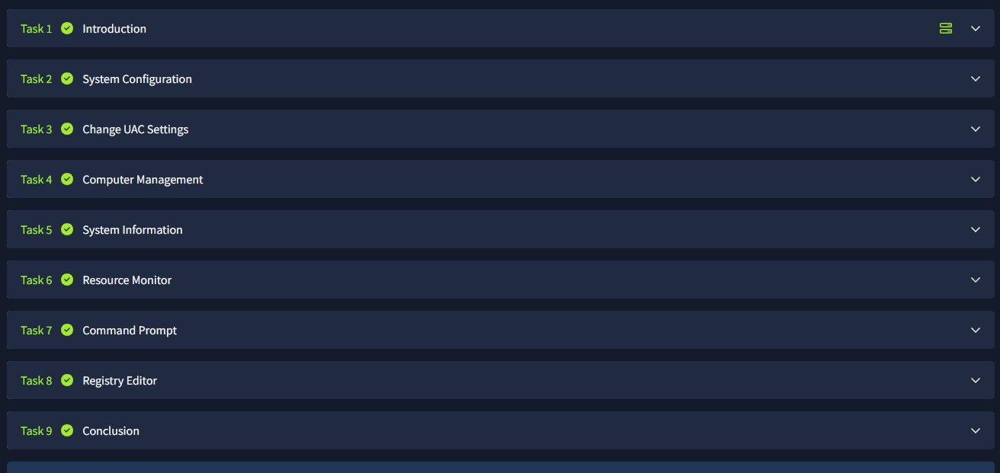 Task 1 Introduction
Task 2 System Configuration
Task 3 Change UAC Settings
Task 4 Computer Management
Task 5 System Information
Task 6 Resource Monitor
Task 7 Command Prompt
Task 8 Registry Editor
Task 9 Conclusion